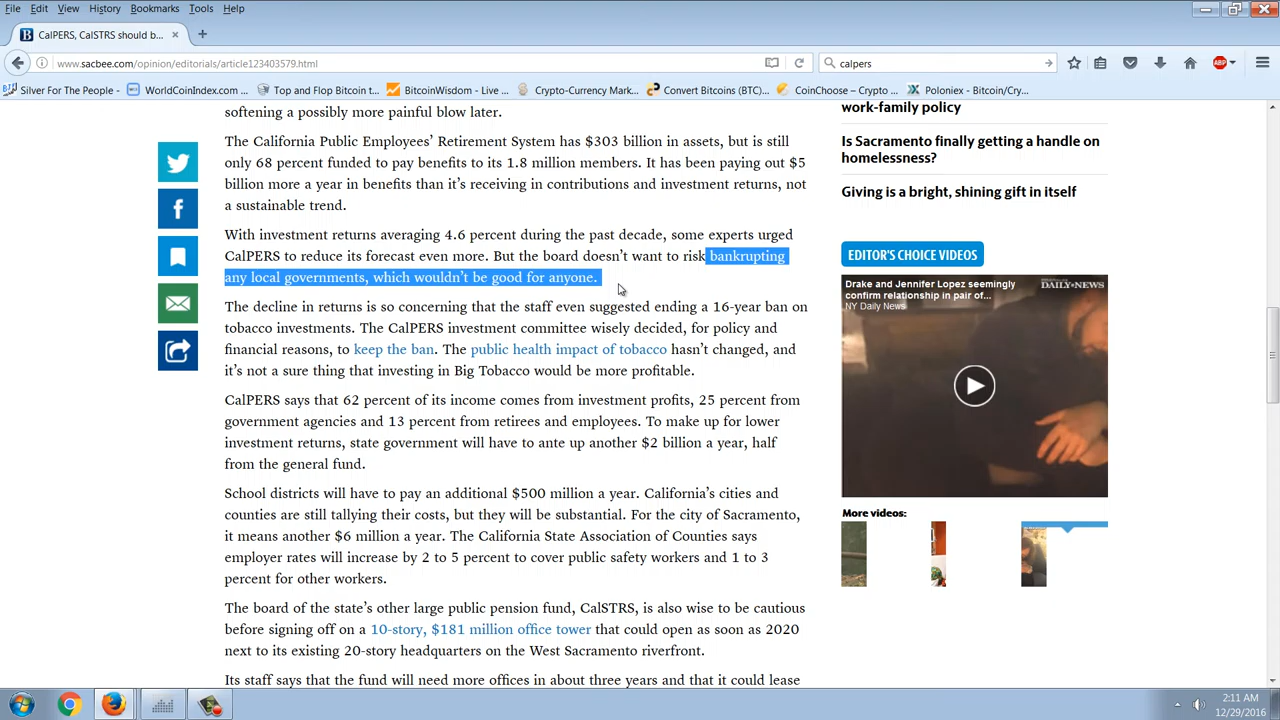 File Edit View History Bookmarks Tools Help
CalPERS, CalSTRS should b...
www.sacbee.com/opinion/editorials/article123403579.html
calpers
ABP
Silver For The People - WorldCoinIndex.com ... Top and Flop Bitcoin t... BitcoinWisdom - Live ... Crypto-Currency Mark... Convert Bitcoins (BTC)... CoinChoose – Crypto ... Poloniex - Bitcoin/Cry...
softening a possibly more painful blow later.
The California Public Employees’ Retirement System has $303 billion in assets, but is still
only 68 percent funded to pay benefits to its 1.8 million members. It has been paying out $5
billion more a year in benefits than it’s receiving in contributions and investment returns, not
a sustainable trend.
With investment returns averaging 4.6 percent during the past decade, some experts urged
CalPERS to reduce its forecast even more. But the board doesn’t want to risk bankrupting
any local governments, which wouldn’t be good for anyone.
The decline in returns is so concerning that the staff even suggested ending a 16-year ban on
tobacco investments. The CalPERS investment committee wisely decided, for policy and
financial reasons, to keep the ban. The public health impact of tobacco hasn’t changed, and
it’s not a sure thing that investing in Big Tobacco would be more profitable.
CalPERS says that 62 percent of its income comes from investment profits, 25 percent from
government agencies and 13 percent from retirees and employees. To make up for lower
investment returns, state government will have to ante up another $2 billion a year, half
from the general fund.
School districts will have to pay an additional $500 million a year. California’s cities and
counties are still tallying their costs, but they will be substantial. For the city of Sacramento,
it means another $6 million a year. The California State Association of Counties says
employer rates will increase by 2 to 5 percent to cover public safety workers and 1 to 3
percent for other workers.
The board of the state’s other large public pension fund, CalSTRS, is also wise to be cautious
before signing off on a 10-story, $181 million office tower that could open as soon as 2020
next to its existing 20-story headquarters on the West Sacramento riverfront.
Its staff says that the fund will need more offices in about three years and that it could lease
work-family policy
Is Sacramento finally getting a handle on
homelessness?
Giving is a bright, shining gift in itself
EDITOR'S CHOICE VIDEOS
Drake and Jennifer Lopez seemingly
confirm relationship in pair of...
NY Daily News
DAILY NEWS
More videos:
2:11 AM
12/29/2016